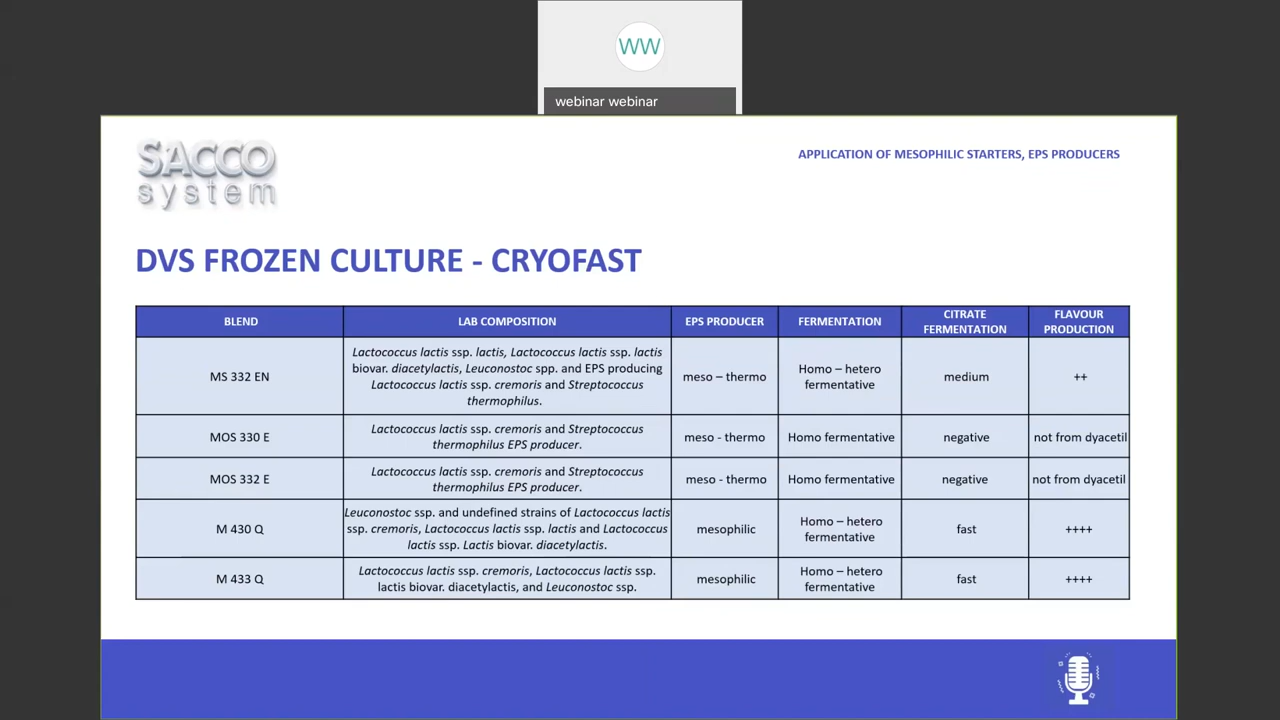 WW
webinar webinar
SACCO
system
APPLICATION OF MESOPHILIC STARTERS, EPS PRODUCERS
DVS FROZEN CULTURE - CRYOFAST
BLEND
LAB COMPOSITION
EPS PRODUCER
FERMENTATION
CITRATE
FERMENTATION
FLAVOUR
PRODUCTION
MS 332 EN
Lactococcus lactis ssp. lactis, Lactococcus lactis ssp. lactis
biovar. diacetylactis, Leuconostoc spp. and EPS producing
Lactococcus lactis ssp. cremoris and Streptococcus
thermophilus.
meso – thermo
Homo – hetero
fermentative
medium
++
MOS 330 E
Lactococcus lactis ssp. cremoris and Streptococcus
thermophilus EPS producer.
meso - thermo
Homo fermentative
negative
not from dyacetil
MOS 332 E
Lactococcus lactis ssp. cremoris and Streptococcus
thermophilus EPS producer.
meso - thermo
Homo fermentative
negative
not from dyacetil
M 430 Q
Leuconostoc ssp. and undefined strains of Lactococcus lactis
ssp. cremoris, Lactococcus lactis ssp. lactis and Lactococcus
lactis ssp. Lactis biovar. diacetylactis.
mesophilic
Homo – hetero
fermentative
fast
++++
M 433 Q
Lactococcus lactis ssp. cremoris, Lactococcus lactis ssp.
lactis biovar. diacetylactis, and Leuconostoc ssp.
mesophilic
Homo – hetero
fermentative
fast
++++